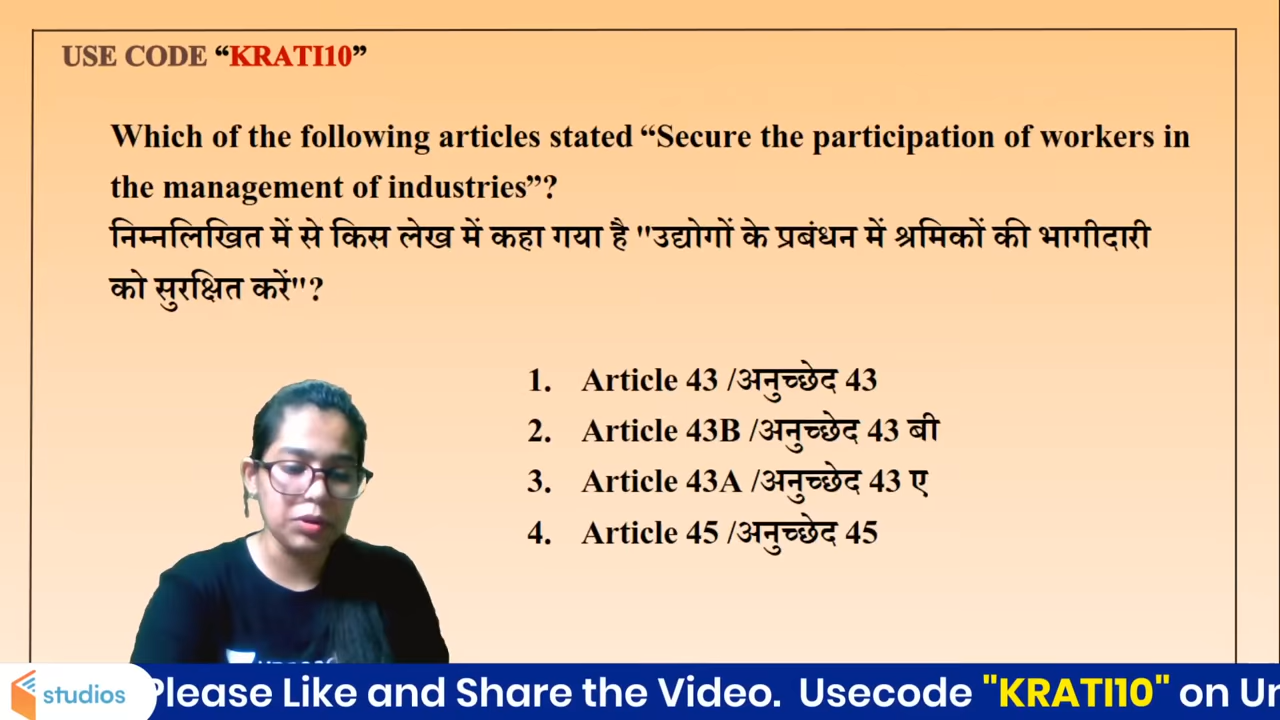 USE CODE “KRATI10”
Which of the following articles stated “Secure the participation of workers in
the management of industries”?
निम्नलिखित में से किस लेख में कहा गया है "उद्योगों के प्रबंधन में श्रमिकों की भागीदारी
को सुरक्षित करें"?
1. Article 43 /अनुच्छेद 43
2. Article 43B /अनुच्छेद 43 बी
3. Article 43A /अनुच्छेद 43 ए
4. Article 45 /अनुच्छेद 45
studios
Please Like and Share the Video. Usecode "KRATI10" on